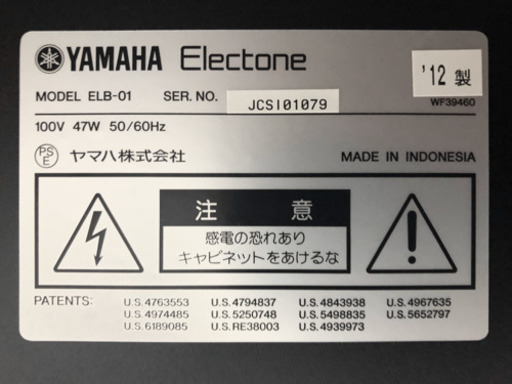 YAMAHA Electone
'12 製
MODEL ELB-01 SER. NO. JCSI01079
WF39460
100V 47W 50/60Hz
PSE ヤマハ株式会社
MADE IN INDONESIA
注 意
感電の恐れあり
キャビネットをあけるな
PATENTS:
U.S.4763553 U.S.4794837 U.S.4843938 U.S.4967635
U.S.4974485 U.S.5250748 U.S.5498835 U.S.5652797
U.S.6189085 U.S.RE38003 U.S.4939973